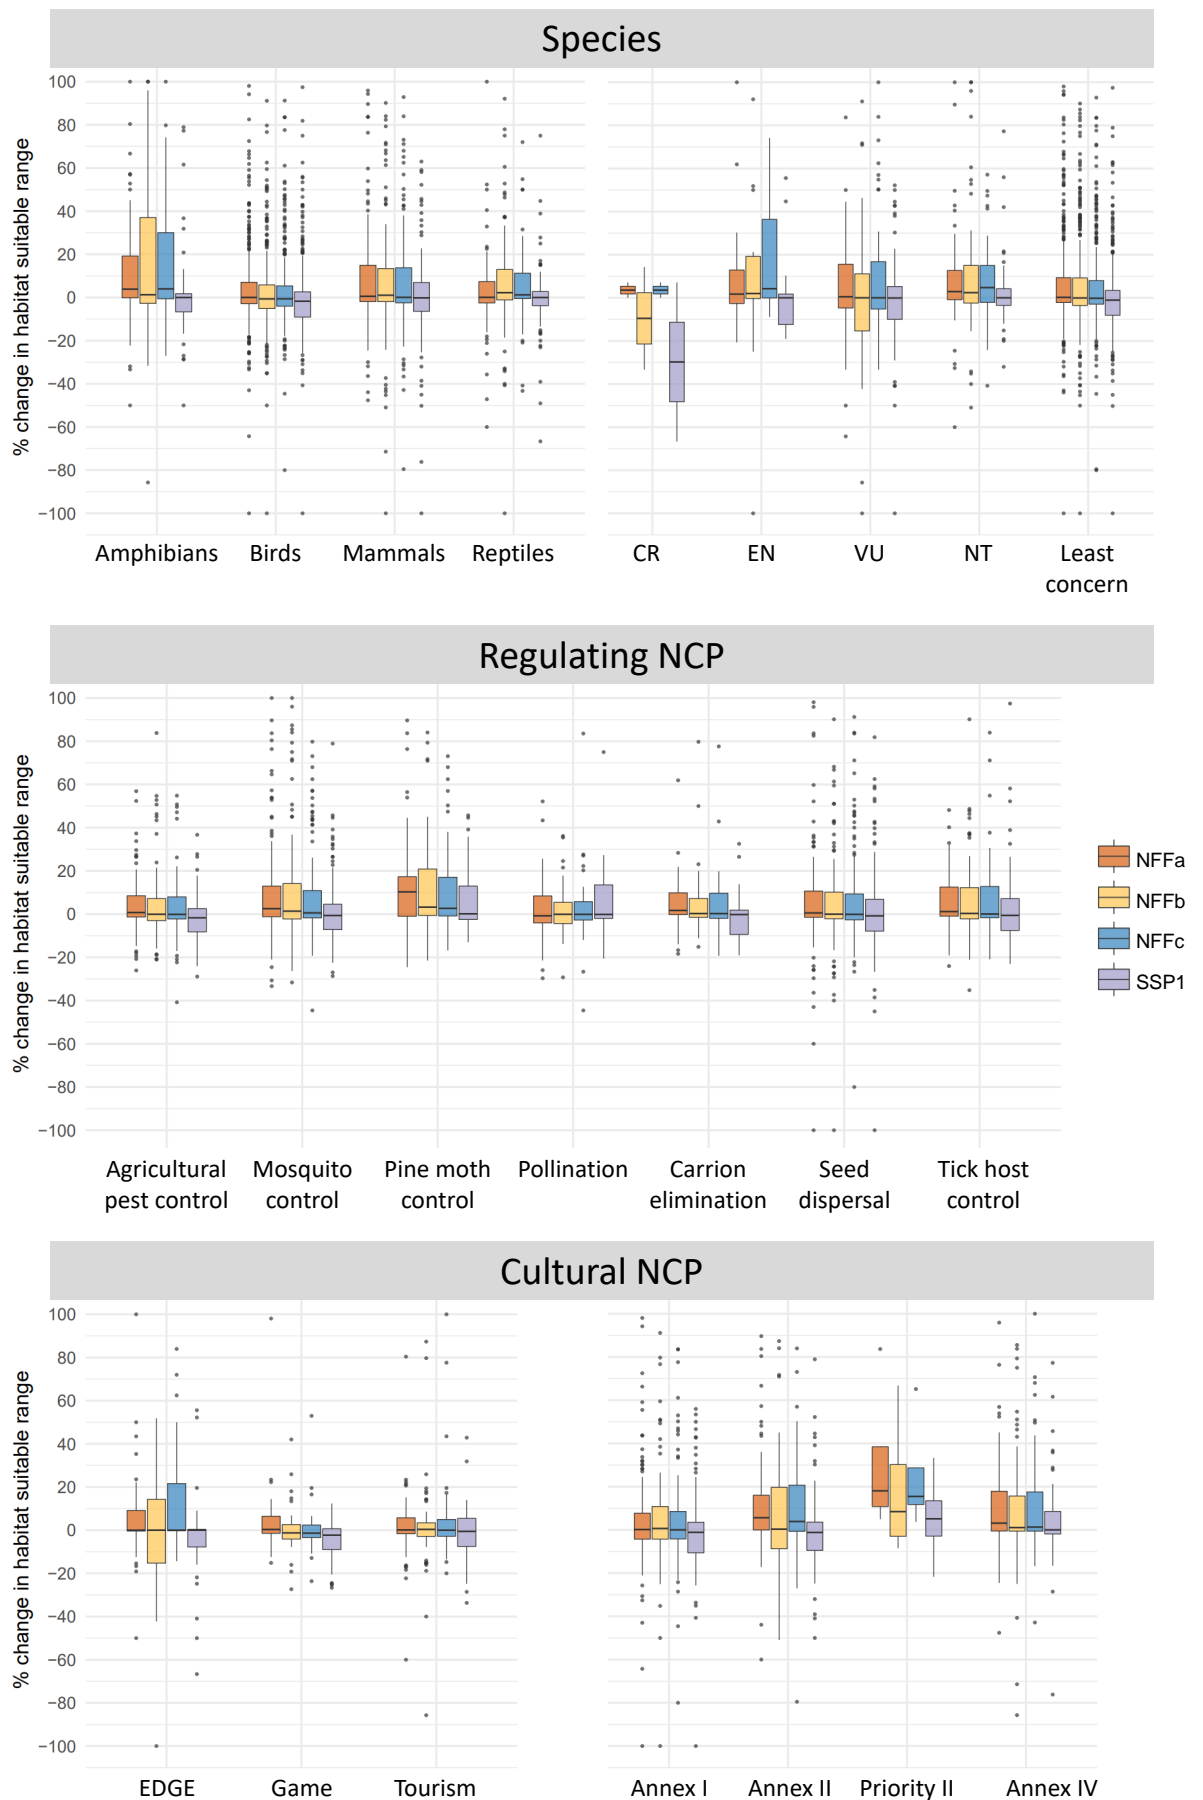 Species
% change in habitat suitable range
100
80
60
40
20
0
−20
−40
−60
−80
−100
Amphibians
Birds
Mammals
Reptiles
CR
EN
VU
NT
Least
concern
Regulating NCP
% change in habitat suitable range
100
80
60
40
20
0
−20
−40
−60
−80
−100
Agricultural
pest control
Mosquito
control
Pine moth
control
Pollination
Carrion
elimination
Seed
dispersal
Tick host
control
NFFa
NFFb
NFFc
SSP1
Cultural NCP
% change in habitat suitable range
100
80
60
40
20
0
−20
−40
−60
−80
−100
EDGE
Game
Tourism
Annex I
Annex II
Priority II
Annex IV